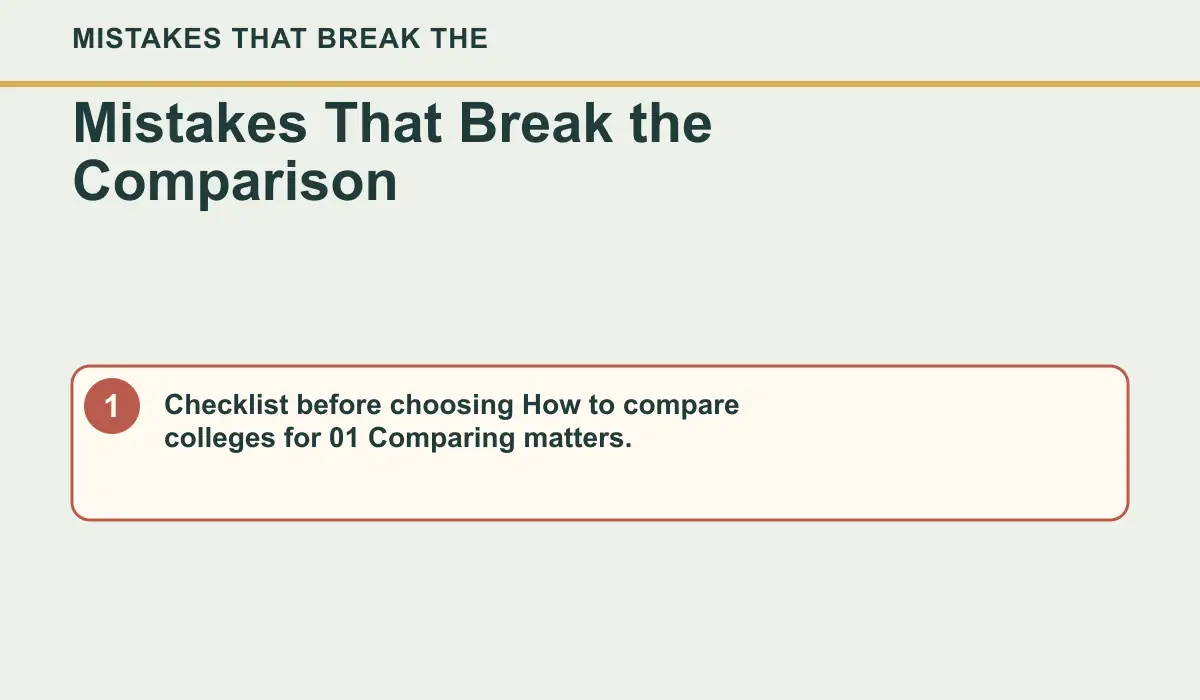 MISTAKES THAT BREAK THE
Mistakes That Break the
Comparison
1
Checklist before choosing How to compare
colleges for 01 Comparing matters.